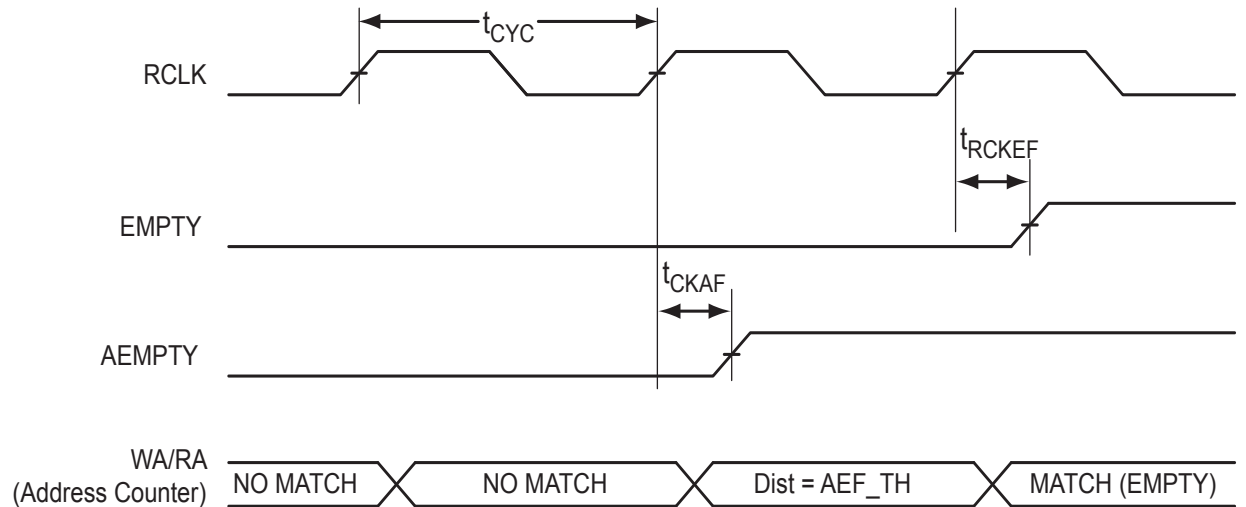 tCYC
RCLK
tRCKEF
EMPTY
tCKAF
AEMPTY
WA/RA
(Address Counter)
NO MATCH
NO MATCH
Dist = AEF_TH
MATCH (EMPTY)